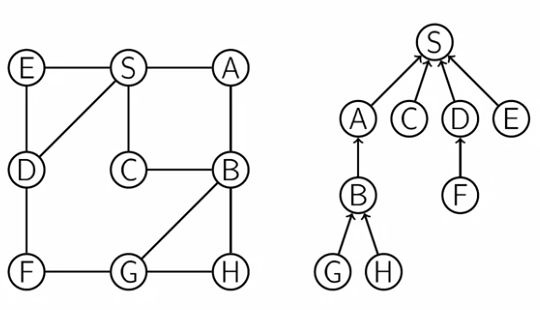 E S A
D C B
F G H
S
A C D E
B F
G H